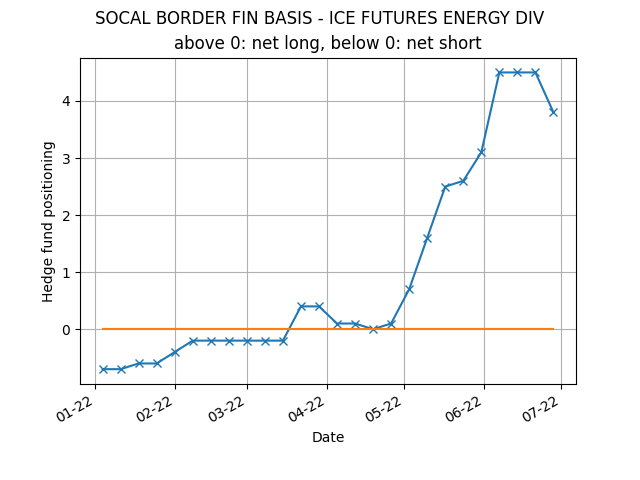 SOCAL BORDER FIN BASIS - ICE FUTURES ENERGY DIV
above 0: net long, below 0: net short
Hedge fund positioning
4
3
2
1
0
01-22 02-22 03-22 04-22 05-22 06-22 07-22
Date